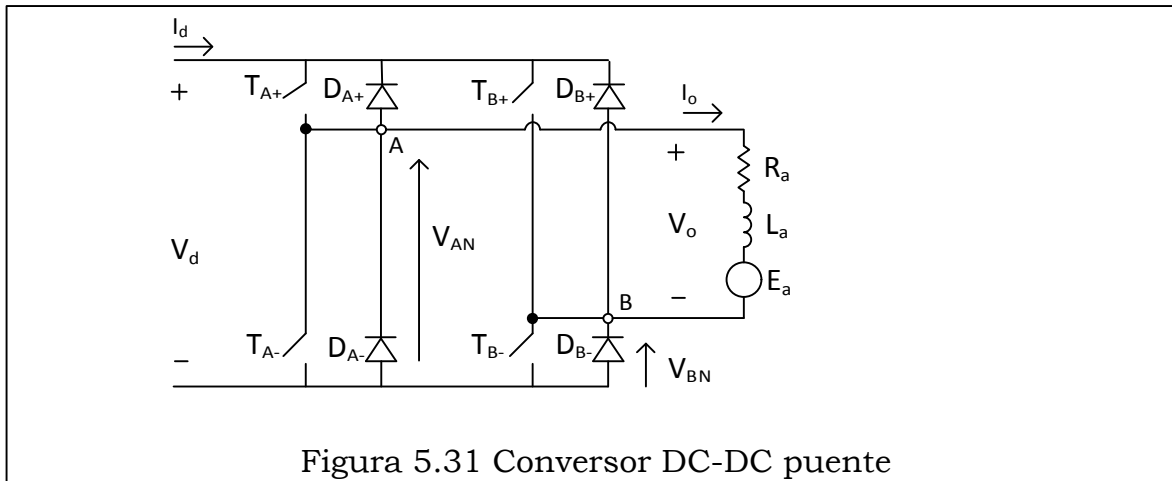 I_d
+
T_A+
D_A+
T_B+
D_B+
I_o
A
+
R_a
V_AN
V_o
L_a
V_d
E_a
B
−
T_A-
D_A-
T_B-
D_B-
−
V_BN
Figura 5.31 Conversor DC-DC puente